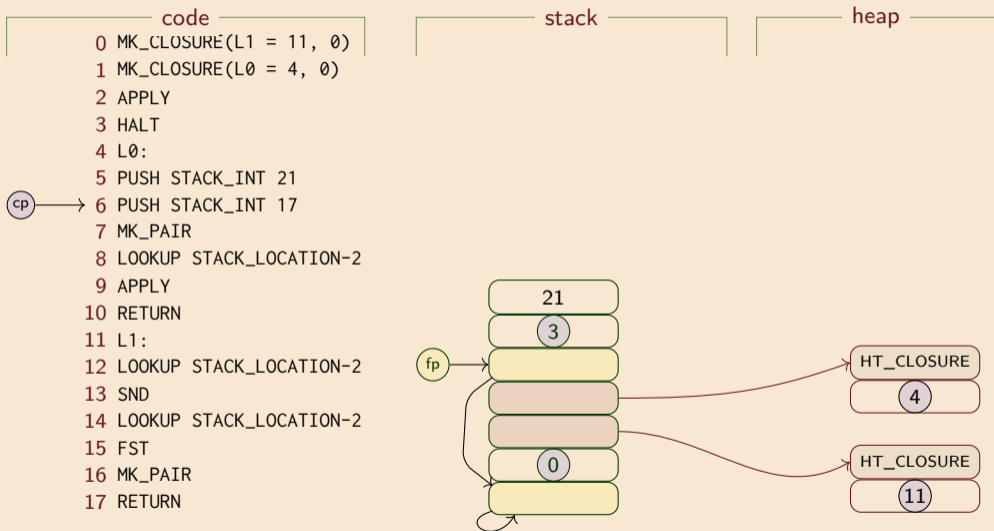 code
0 MK_CLOSURE(L1 = 11, 0)
1 MK_CLOSURE(L0 = 4, 0)
2 APPLY
3 HALT
4 L0:
5 PUSH STACK_INT 21
cp 6 PUSH STACK_INT 17
7 MK_PAIR
8 LOOKUP STACK_LOCATION-2
9 APPLY
10 RETURN
11 L1:
12 LOOKUP STACK_LOCATION-2
13 SND
14 LOOKUP STACK_LOCATION-2
15 FST
16 MK_PAIR
17 RETURN
stack
21
3
fp
0
heap
HT_CLOSURE
4
HT_CLOSURE
11